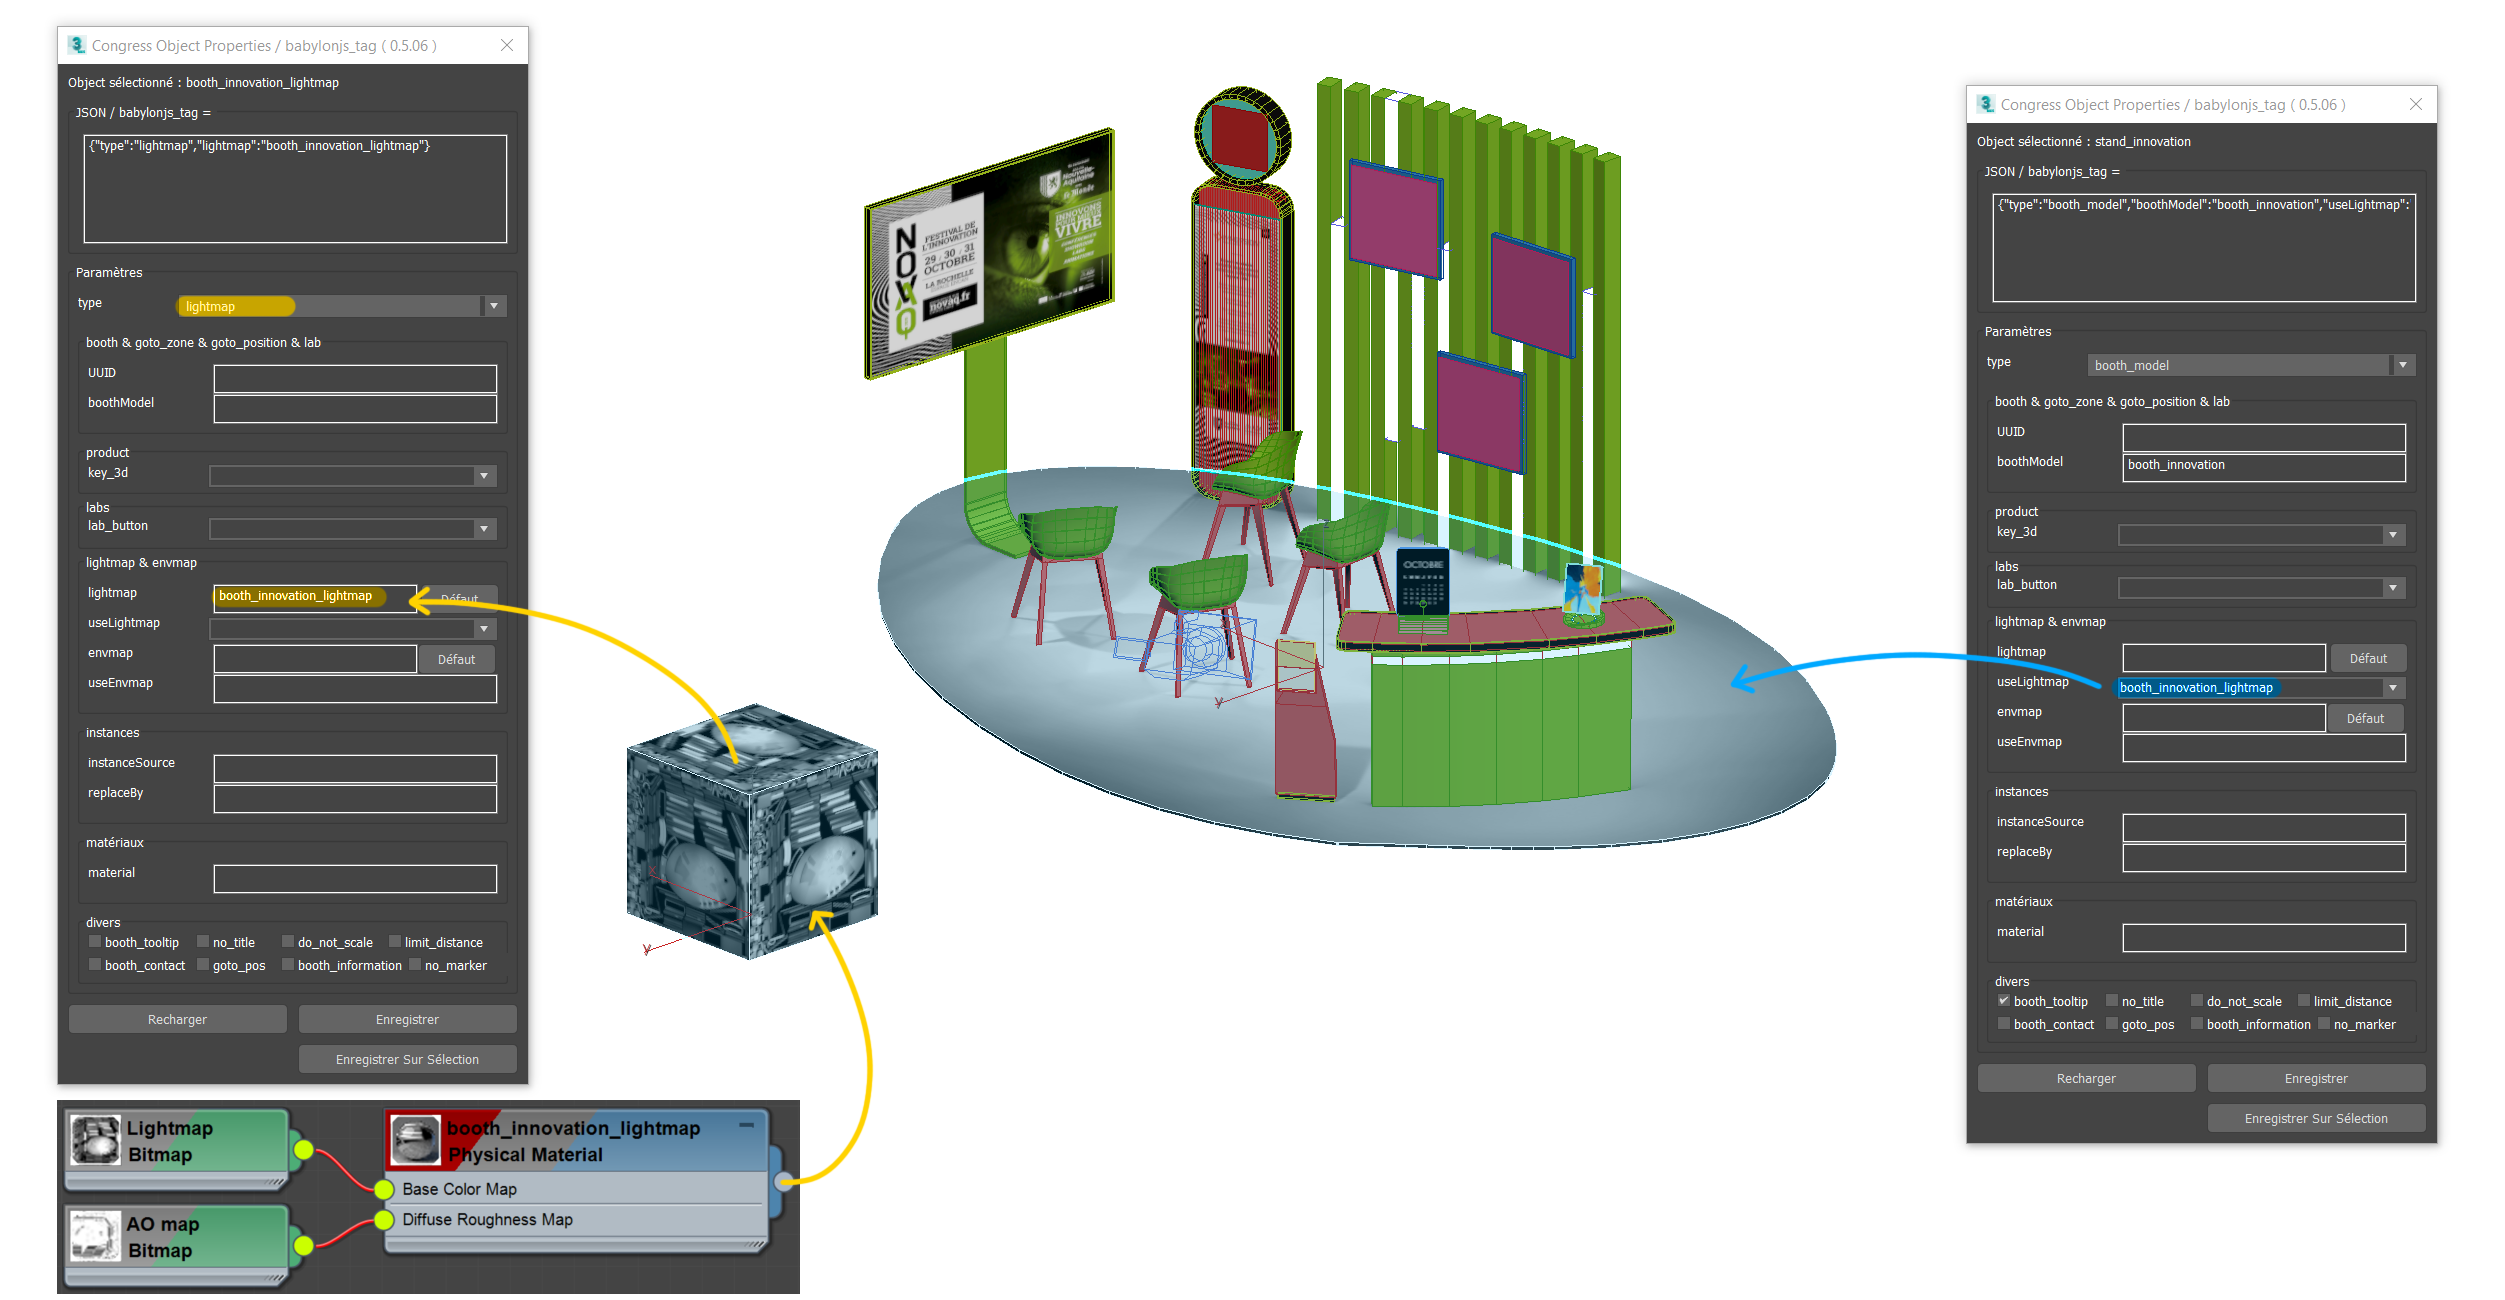 Congress Object Properties / babylonjs_tag ( 0.5.06 )
Object sélectionné : booth_innovation_lightmap
JSON / babylonjs_tag =
{"type":"lightmap","lightmap":"booth_innovation_lightmap"}
Paramètres
type
lightmap
booth & goto_zone & goto_position & lab
UUID
boothModel
product
key_3d
labs
lab_button
lightmap & envmap
lightmap
booth_innovation_lightmap
Défaut
useLightmap
envmap
Défaut
useEnvmap
instances
instanceSource
replaceBy
matériaux
material
divers
booth_tooltip
no_title
do_not_scale
limit_distance
booth_contact
goto_pos
booth_information
no_marker
Recharger
Enregistrer
Enregistrer Sur Sélection
Lightmap
Bitmap
AO map
Bitmap
booth_innovation_lightmap
Physical Material
Base Color Map
Diffuse Roughness Map
NOVAQ
FESTIVAL DE
L'INNOVATION
29 / 30 / 31
OCTOBRE
LA ROCHELLE
novaq.fr
Nouvelle-
Aquitaine
Le Monde
INNOVONS
POUR MIEUX
VIVRE
OCTOBRE
y
y
Congress Object Properties / babylonjs_tag ( 0.5.06 )
Object sélectionné : stand_innovation
JSON / babylonjs_tag =
{"type":"booth_model","boothModel":"booth_innovation","useLightmap":
Paramètres
type
booth_model
booth & goto_zone & goto_position & lab
UUID
boothModel
booth_innovation
product
key_3d
labs
lab_button
lightmap & envmap
lightmap
Défaut
useLightmap
booth_innovation_lightmap
envmap
Défaut
useEnvmap
instances
instanceSource
replaceBy
matériaux
material
divers
booth_tooltip
no_title
do_not_scale
limit_distance
booth_contact
goto_pos
booth_information
no_marker
Recharger
Enregistrer
Enregistrer Sur Sélection